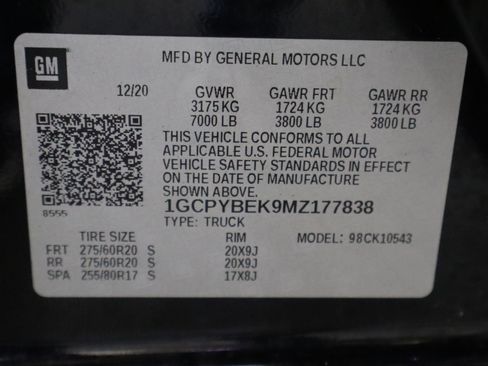 GM
MFD BY GENERAL MOTORS LLC
12/20 GVWR GAWR FRT GAWR RR
3175 KG 1724 KG 1724 KG
7000 LB 3800 LB 3800 LB
THIS VEHICLE CONFORMS TO ALL
APPLICABLE U.S. FEDERAL MOTOR
VEHICLE SAFETY STANDARDS IN EFFECT
ON THE DATE OF MANUFACTURE
SHOWN ABOVE.
8555
1GCPYBEK9MZ177838
TYPE: TRUCK
TIRE SIZE RIM MODEL: 98CK10543
FRT 275/60R20 S 20X9J
RR 275/60R20 S 20X9J
SPA 255/80R17 S 17X8J